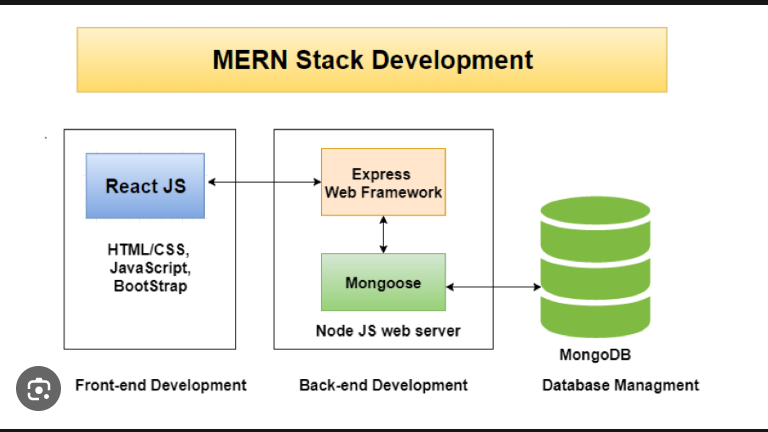 MERN Stack Development
React JS
HTML/CSS,
JavaScript,
BootStrap
Express
Web Framework
Mongoose
Node JS web server
MongoDB
Front-end Development
Back-end Development
Database Managment